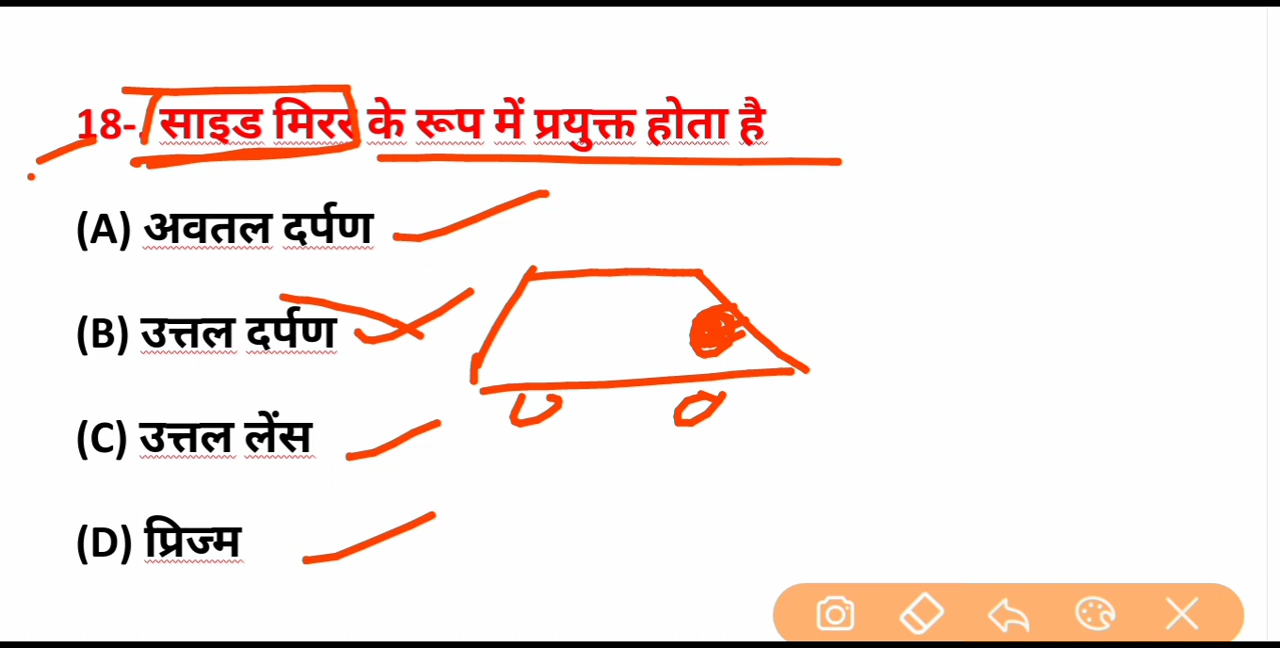 18- साइड मिरर के रूप में प्रयुक्त होता है
(A) अवतल दर्पण
(B) उत्तल दर्पण
(C) उत्तल लेंस
(D) प्रिज्म